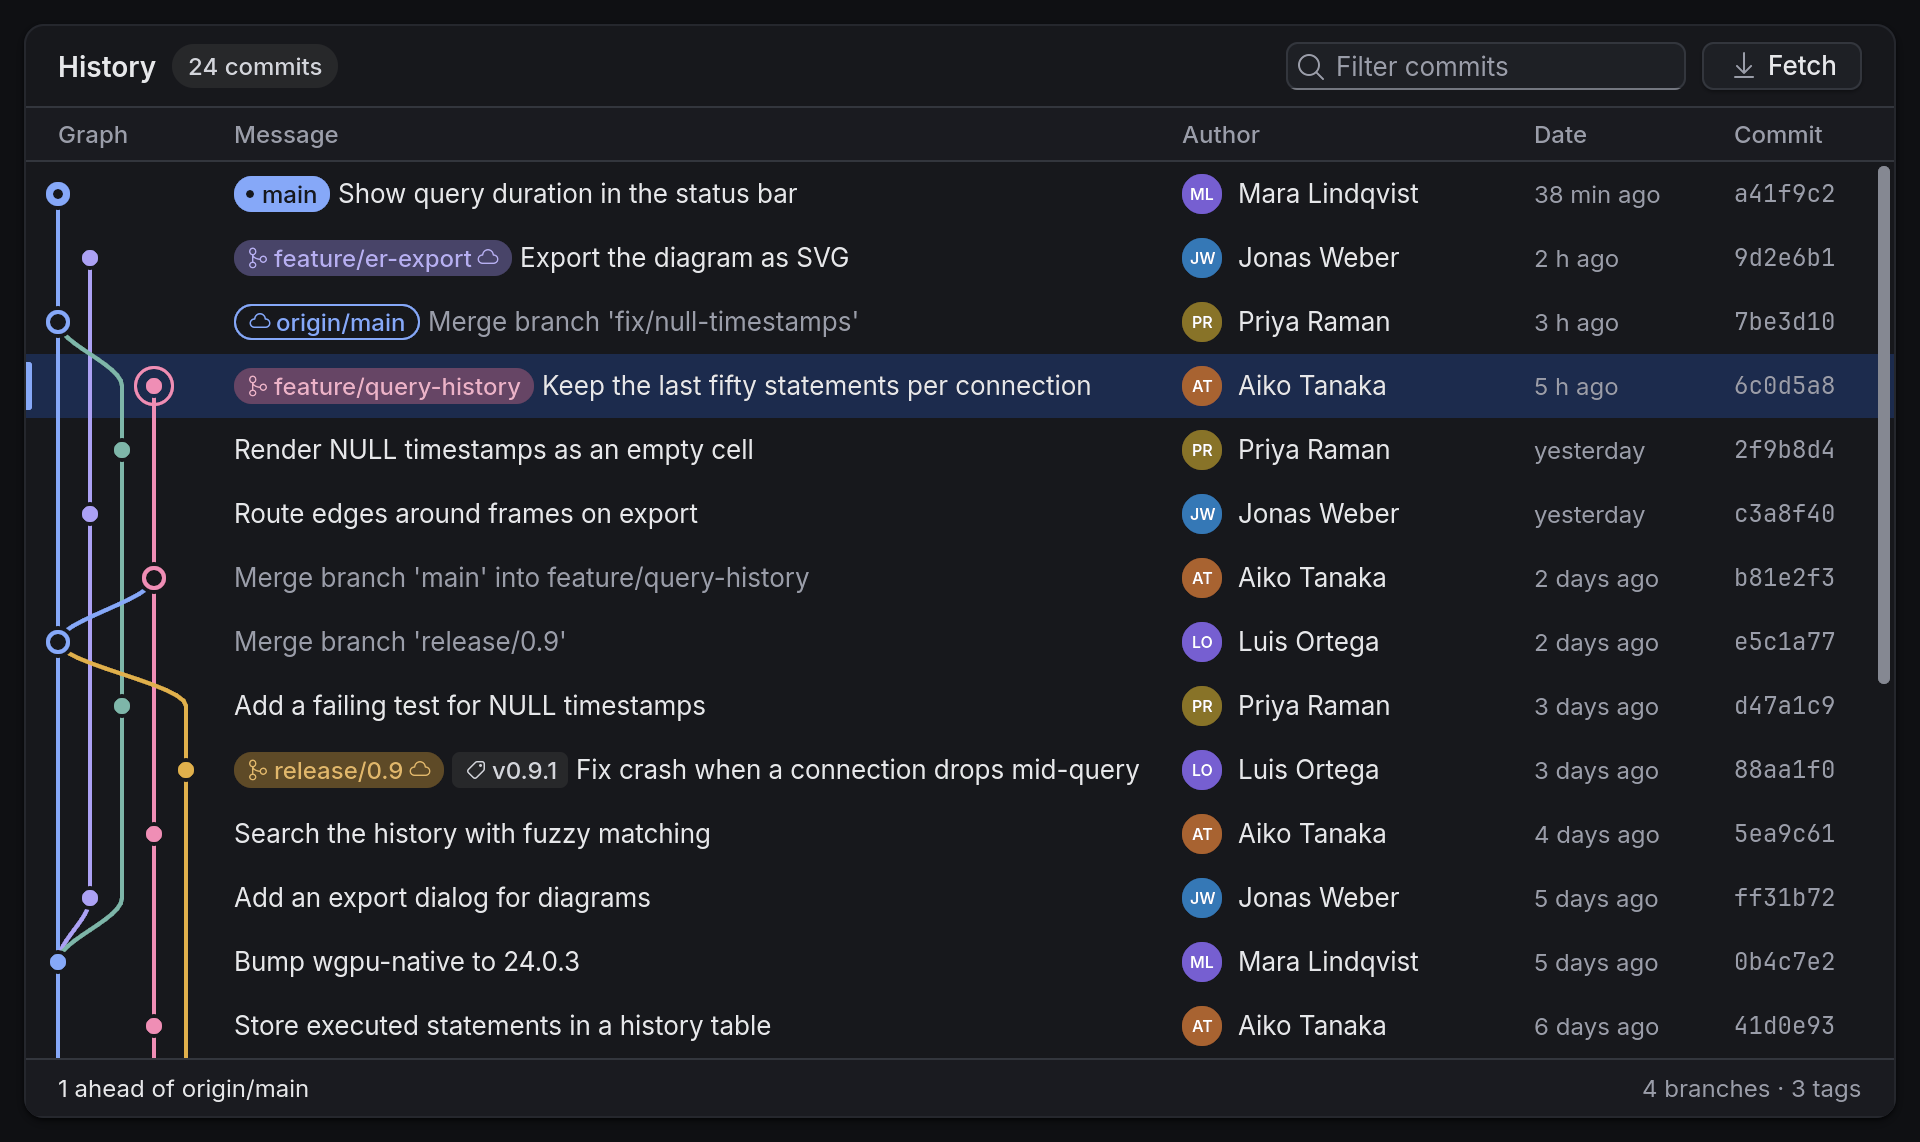 History 24 commits Filter commits Fetch
Graph Message Author Date Commit
main Show query duration in the status bar ML Mara Lindqvist 38 min ago a41f9c2
feature/er-export Export the diagram as SVG JW Jonas Weber 2 h ago 9d2e6b1
origin/main Merge branch 'fix/null-timestamps' PR Priya Raman 3 h ago 7be3d10
feature/query-history Keep the last fifty statements per connection AT Aiko Tanaka 5 h ago 6c0d5a8
Render NULL timestamps as an empty cell PR Priya Raman yesterday 2f9b8d4
Route edges around frames on export JW Jonas Weber yesterday c3a8f40
Merge branch 'main' into feature/query-history AT Aiko Tanaka 2 days ago b81e2f3
Merge branch 'release/0.9' LO Luis Ortega 2 days ago e5c1a77
Add a failing test for NULL timestamps PR Priya Raman 3 days ago d47a1c9
release/0.9 v0.9.1 Fix crash when a connection drops mid-query LO Luis Ortega 3 days ago 88aa1f0
Search the history with fuzzy matching AT Aiko Tanaka 4 days ago 5ea9c61
Add an export dialog for diagrams JW Jonas Weber 5 days ago ff31b72
Bump wgpu-native to 24.0.3 ML Mara Lindqvist 5 days ago 0b4c7e2
Store executed statements in a history table AT Aiko Tanaka 6 days ago 41d0e93
1 ahead of origin/main 4 branches · 3 tags